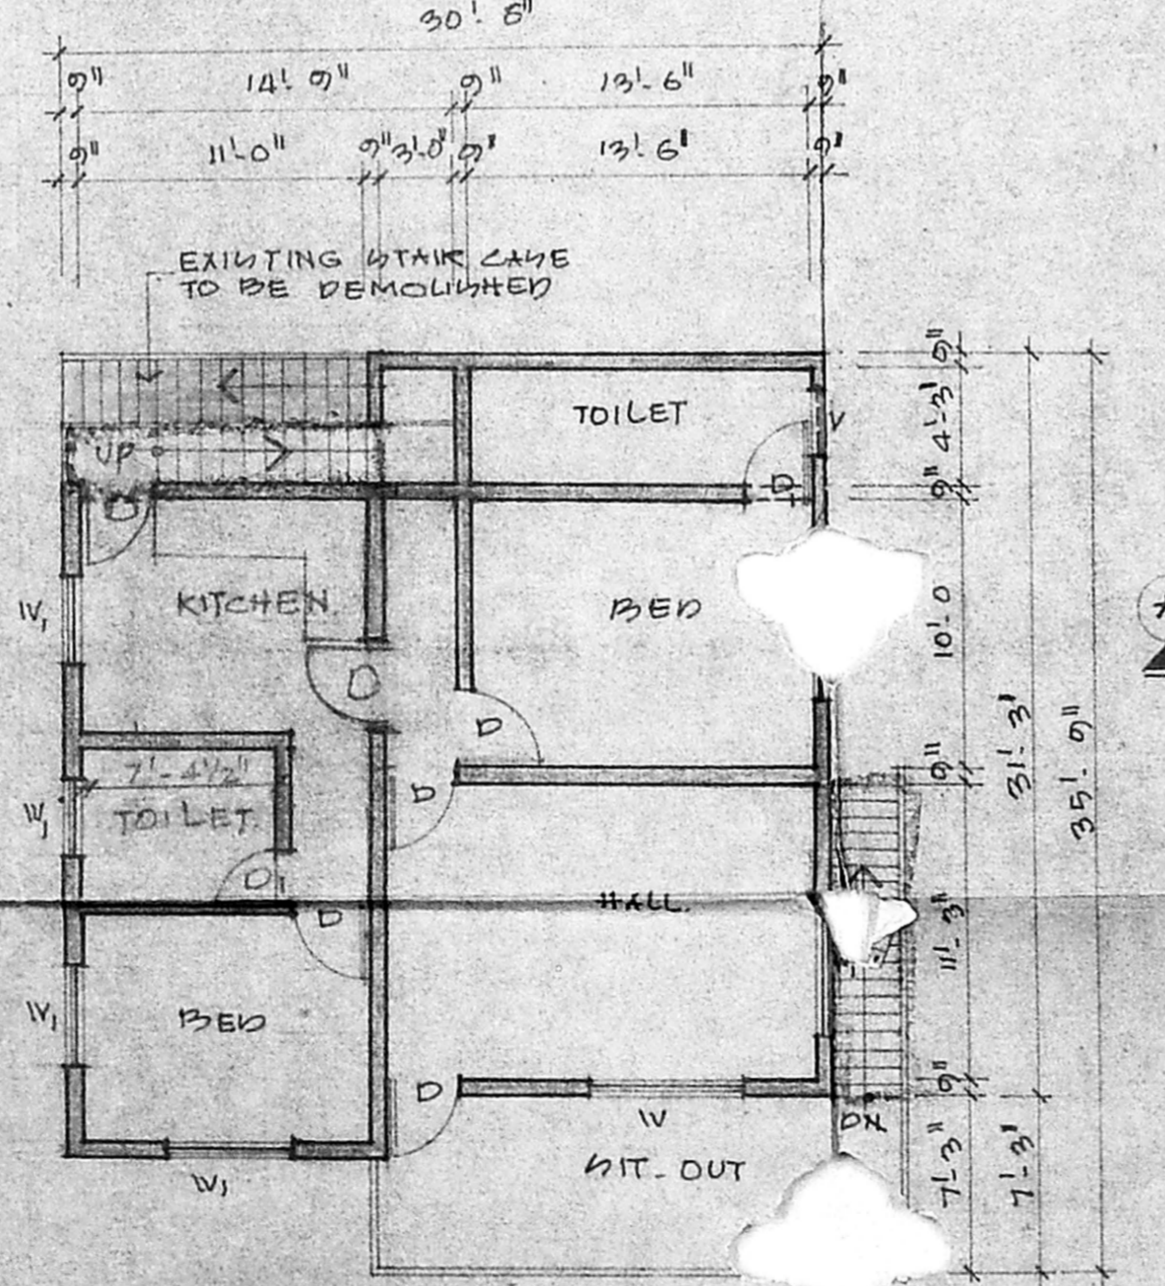 30'-6"
9" 14'-9" 9" 13'-6" 9"
9" 11'-0" 9" 3'-0" 9" 13'-6" 9"
EXISTING STAIR CASE
TO BE DEMOLISHED
9"
TOILET
V
4'-3"
UP
D
D
9"
W1
KITCHEN
BED
10'-0
D
D
31'-3"
35'-9"
7'-4½"
D
9"
W1
TOILET
D1
D
HALL
11'-3"
W1
BED
D
W
9"
DN
W1
SIT-OUT
7'-3"
7'-3"